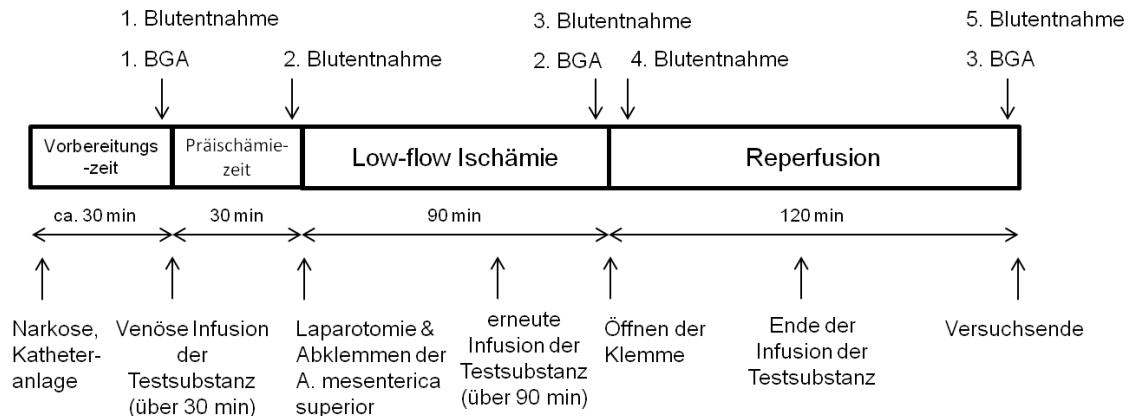 1. Blutentnahme
1. BGA
2. Blutentnahme
3. Blutentnahme
2. BGA
4. Blutentnahme
5. Blutentnahme
3. BGA
Vorbereitungs
-zeit
Präischämie-
zeit
Low-flow Ischämie
Reperfusion
ca. 30 min
30 min
90 min
120 min
Narkose,
Katheter-
anlage
Venöse Infusion
der
Testsubstanz
(über 30 min)
Laparotomie &
Abklemmen der
A. mesenterica
superior
erneute
Infusion der
Testsubstanz
(über 90 min)
Öffnen der
Klemme
Ende der
Infusion der
Testsubstanz
Versuchsende